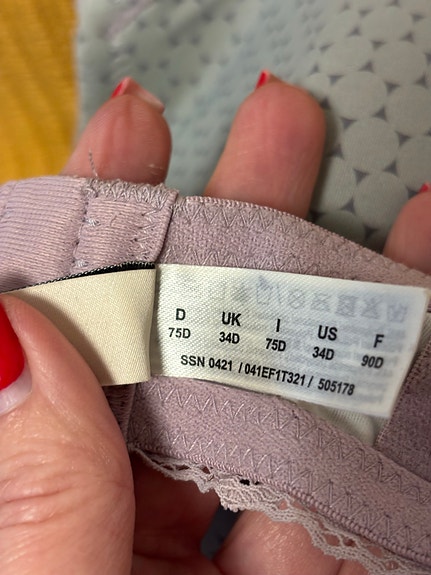 D UK I US F
75D 34D 75D 34D 90D
SSN 0421 / 041EF1T321 / 505178